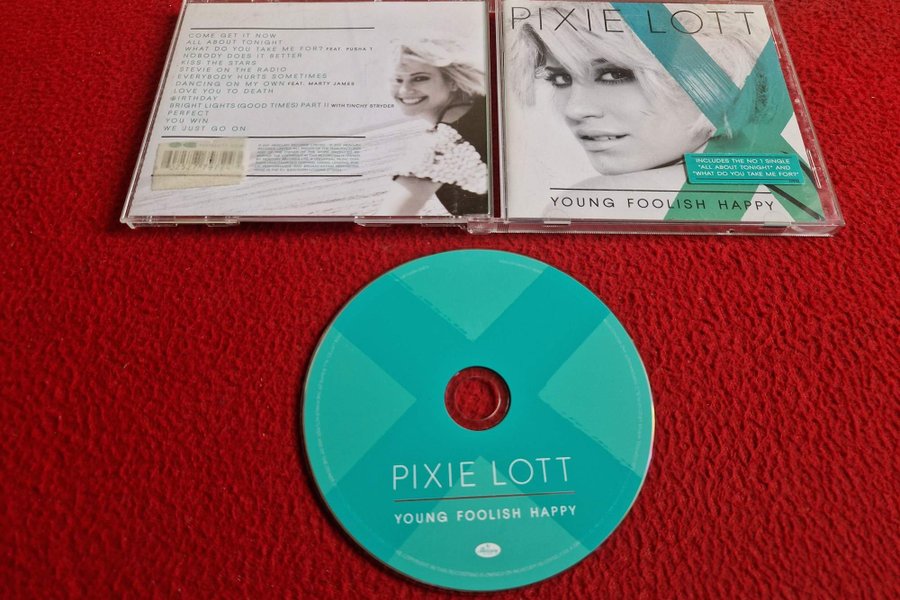 COME GET IT NOW
ALL ABOUT TONIGHT
WHAT DO YOU TAKE ME FOR? FEAT. PUSHA T
NOBODY DOES IT BETTER
KISS THE STARS
STEVIE ON THE RADIO
EVERYBODY HURTS SOMETIMES
DANCING ON MY OWN FEAT. MARTY JAMES
LOVE YOU TO DEATH
BIRTHDAY
BRIGHT LIGHTS (GOOD TIMES) PART II WITH TINCHY STRYDER
PERFECT
YOU WIN
WE JUST GO ON
PIXIE LOTT
INCLUDES THE NO 1 SINGLE
"ALL ABOUT TONIGHT" AND
"WHAT DO YOU TAKE ME FOR?"
YOUNG FOOLISH HAPPY
PIXIE LOTT
YOUNG FOOLISH HAPPY